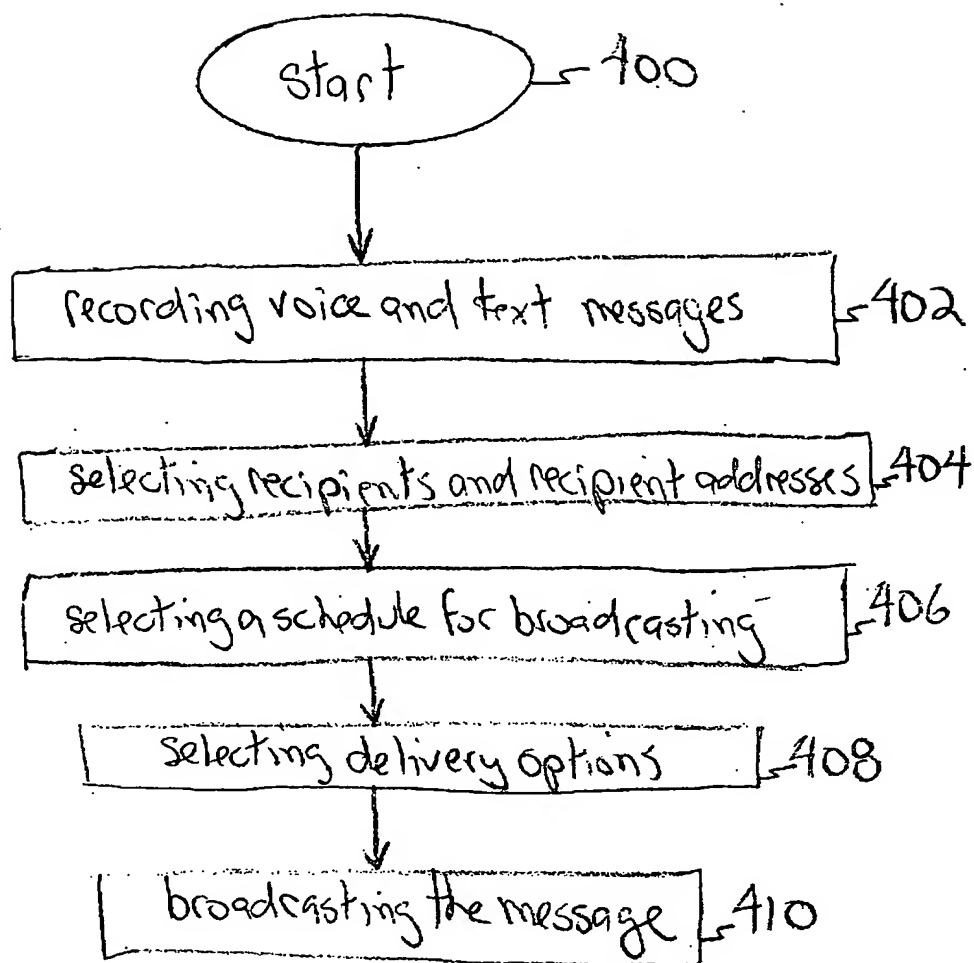 start 400
recording voice and text messages 402
selecting recipients and recipient addresses 404
selecting a schedule for broadcasting 406
selecting delivery options 408
broadcasting the message 410